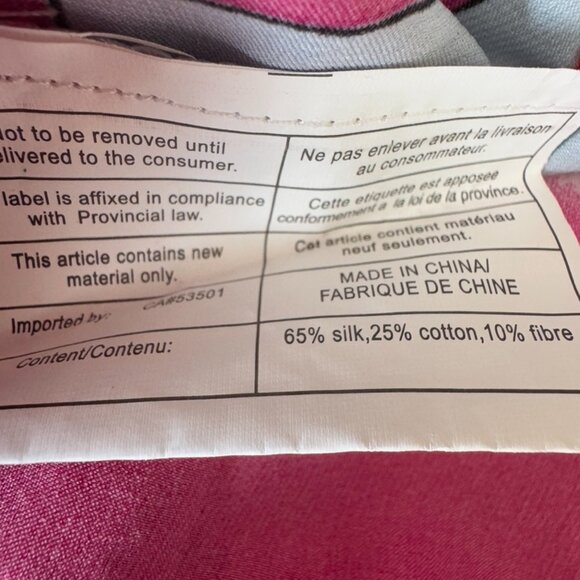 ot to be removed until
elivered to the consumer.
Ne pas enlever avant la livraison
au consommateur.
label is affixed in compliance
with Provincial law.
Cette etiquette est apposée
conformement a la loi de la province.
This article contains new
material only.
Cet article contient matériau
neuf seulement.
Imported by: CA#53501
MADE IN CHINA/
FABRIQUE DE CHINE
Content/Contenu:
65% silk,25% cotton,10% fibre